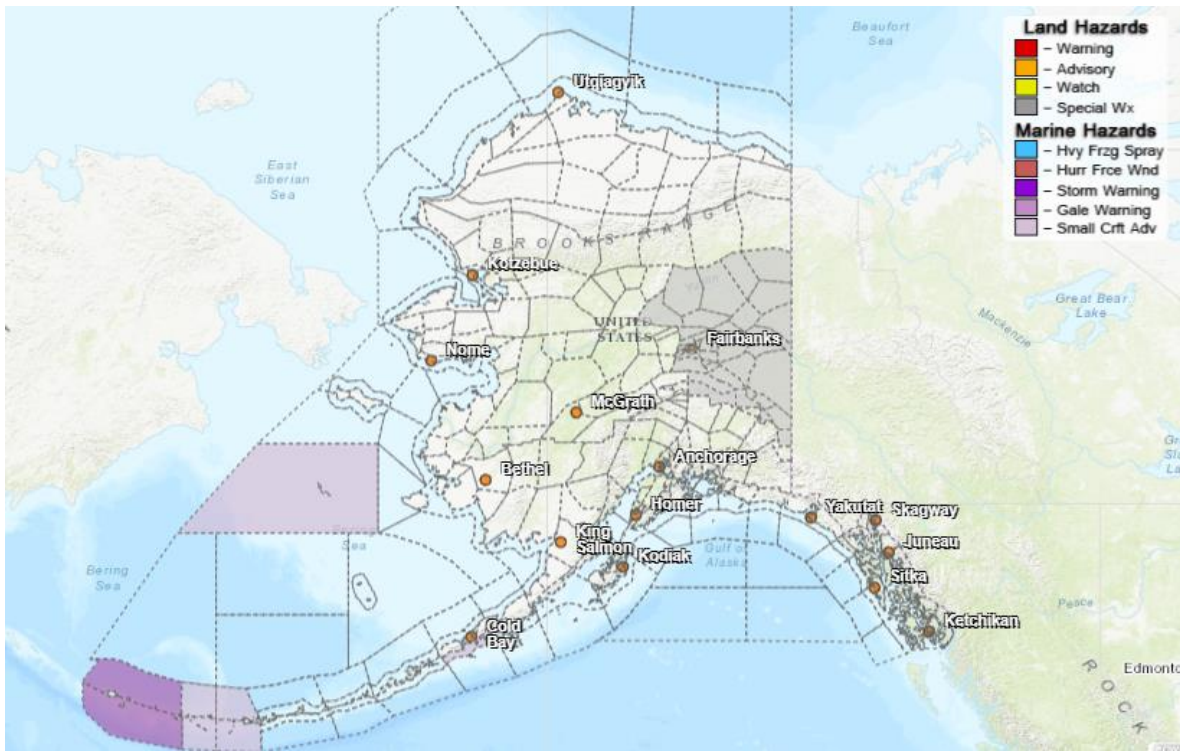 Land Hazards
– Warning
– Advisory
– Watch
– Special Wx
Marine Hazards
– Hvy Frzg Spray
– Hurr Frce Wnd
– Storm Warning
– Gale Warning
– Small Crft Adv
Beaufort
Sea
Utqiagvik
East
Siberian
Sea
BROOKS RANGE
Kotzebue
Great Bear
Lake
Mackenzie
UNITED
STATES
Fairbanks
Nome
McGrath
Bethel
Anchorage
Homer
Yakutat
Skagway
King
Salmon
Juneau
Kodiak
Gulf of
Alaska
Sea
Bering
Sea
Sitka
Peace
Cold
Bay
Ketchikan
Edmonto
ROCK